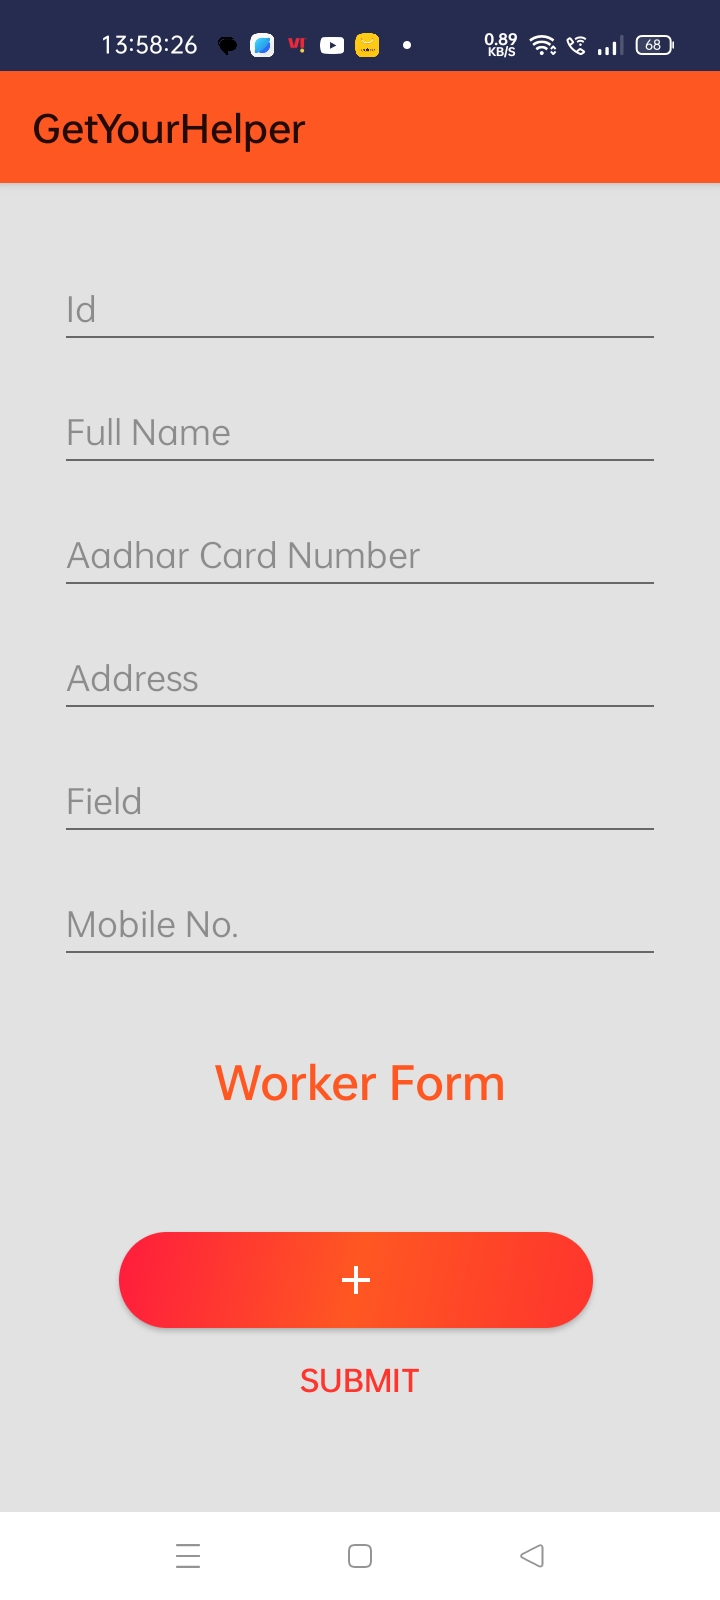 13:58:26 VI 0.89 KB/S 68
GetYourHelper
Id
Full Name
Aadhar Card Number
Address
Field
Mobile No.
Worker Form
+
SUBMIT